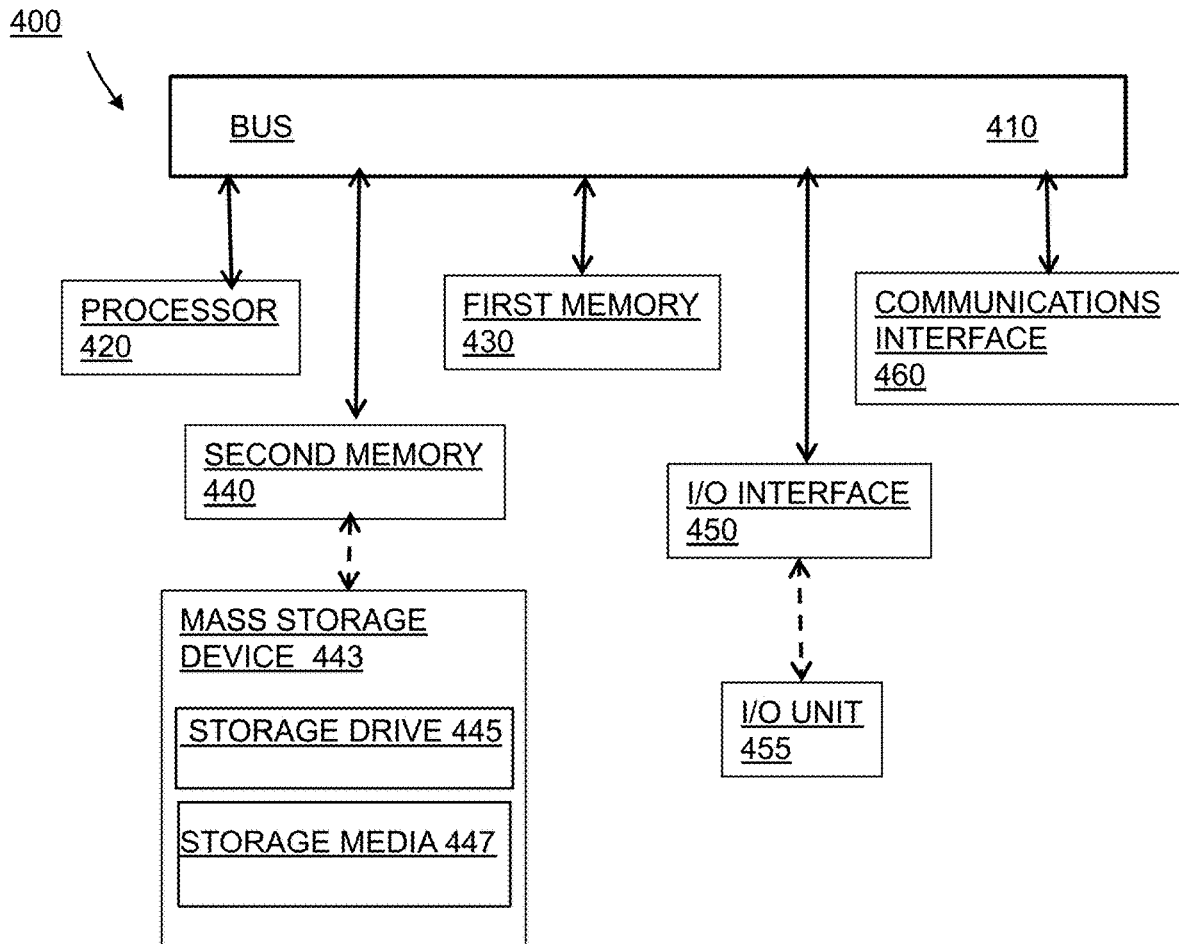 400
BUS 410
PROCESSOR
420
FIRST MEMORY
430
COMMUNICATIONS
INTERFACE
460
SECOND MEMORY
440
I/O INTERFACE
450
MASS STORAGE
DEVICE 443
STORAGE DRIVE 445
STORAGE MEDIA 447
I/O UNIT
455